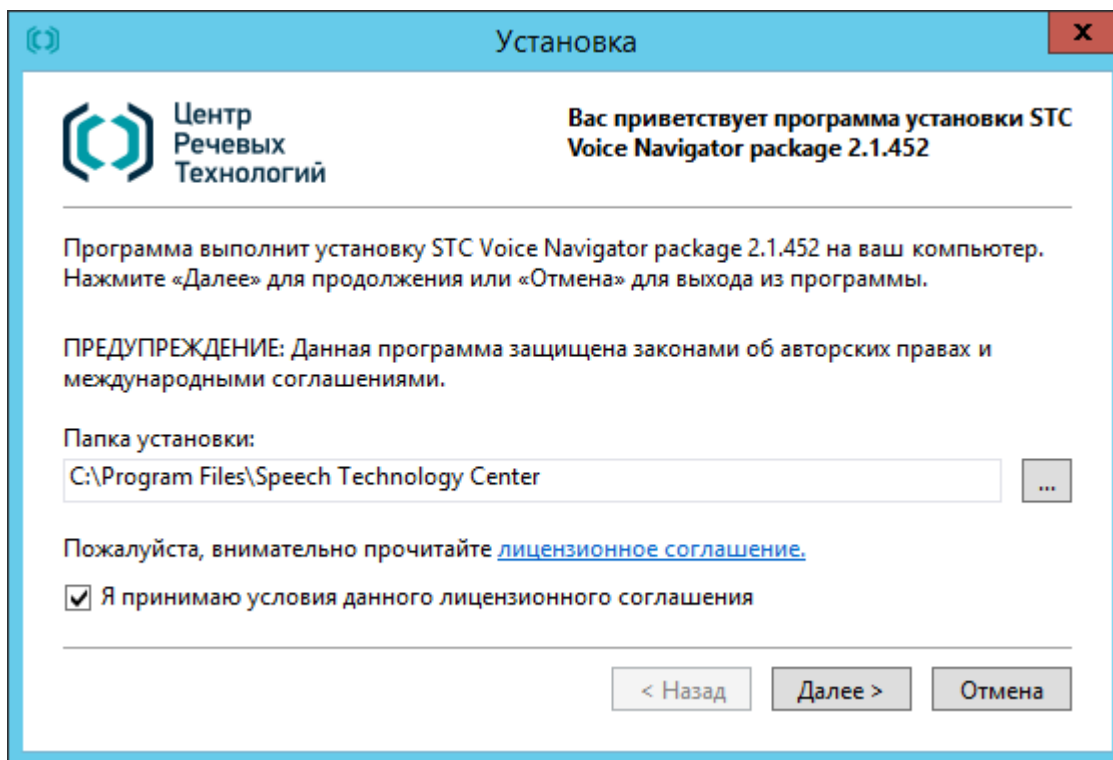 Установка
x
Центр
Речевых
Технологий
Вас приветствует программа установки STC
Voice Navigator package 2.1.452
Программа выполнит установку STC Voice Navigator package 2.1.452 на ваш компьютер.
Нажмите «Далее» для продолжения или «Отмена» для выхода из программы.
ПРЕДУПРЕЖДЕНИЕ: Данная программа защищена законами об авторских правах и
международными соглашениями.
Папка установки:
C:\Program Files\Speech Technology Center
...
Пожалуйста, внимательно прочитайте лицензионное соглашение.
Я принимаю условия данного лицензионного соглашения
< Назад
Далее >
Отмена